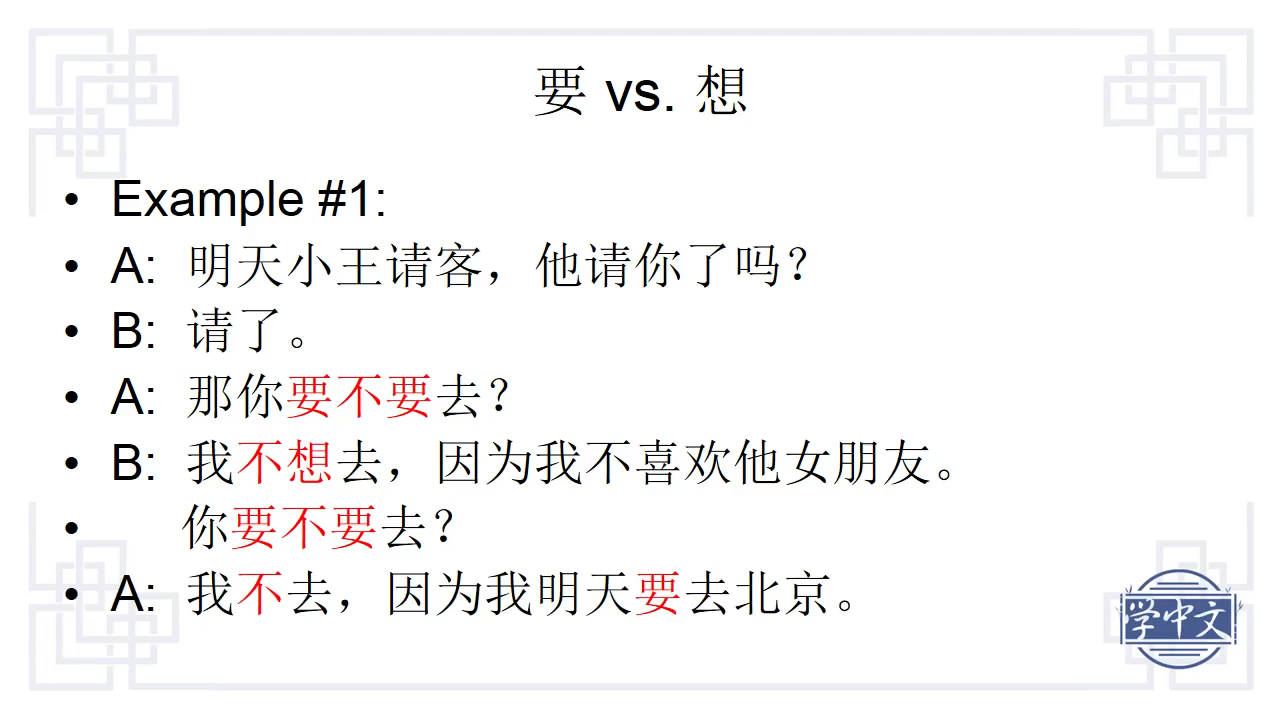 要 vs. 想
• Example #1:
• A: 明天小王请客，他请你了吗？
• B: 请了。
• A: 那你要不要去？
• B: 我不想去，因为我不喜欢他女朋友。
• 你要不要去？
• A: 我不去，因为我明天要去北京。
学中文